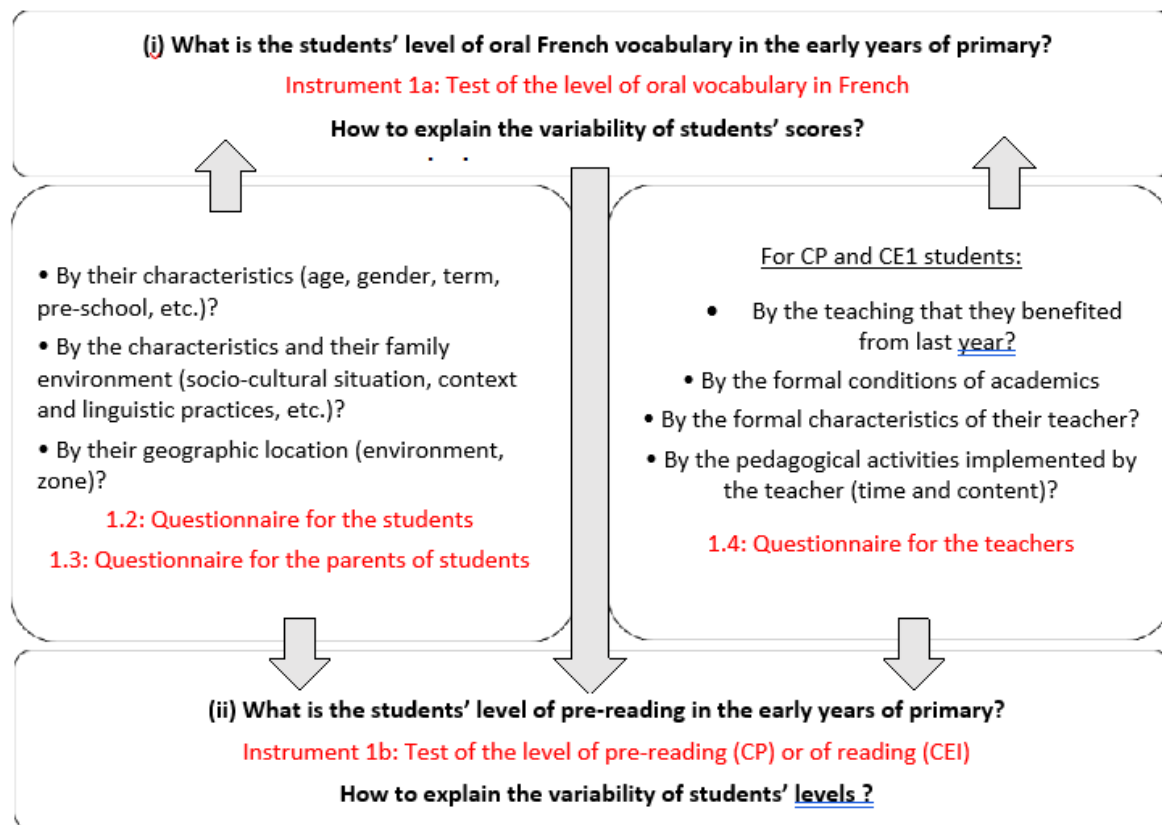 (i) What is the students' level of oral French vocabulary in the early years of primary?
Instrument 1a: Test of the level of oral vocabulary in French
How to explain the variability of students' scores?
• By their characteristics (age, gender, term,
pre-school, etc.)?
• By the characteristics and their family
environment (socio-cultural situation, context
and linguistic practices, etc.)?
• By their geographic location (environment,
zone)?
1.2: Questionnaire for the students
1.3: Questionnaire for the parents of students
For CP and CE1 students:
• By the teaching that they benefited
from last year?
• By the formal conditions of academics
• By the formal characteristics of their teacher?
• By the pedagogical activities implemented by
the teacher (time and content)?
1.4: Questionnaire for the teachers
(ii) What is the students' level of pre-reading in the early years of primary?
Instrument 1b: Test of the level of pre-reading (CP) or of reading (CEI)
How to explain the variability of students' levels ?